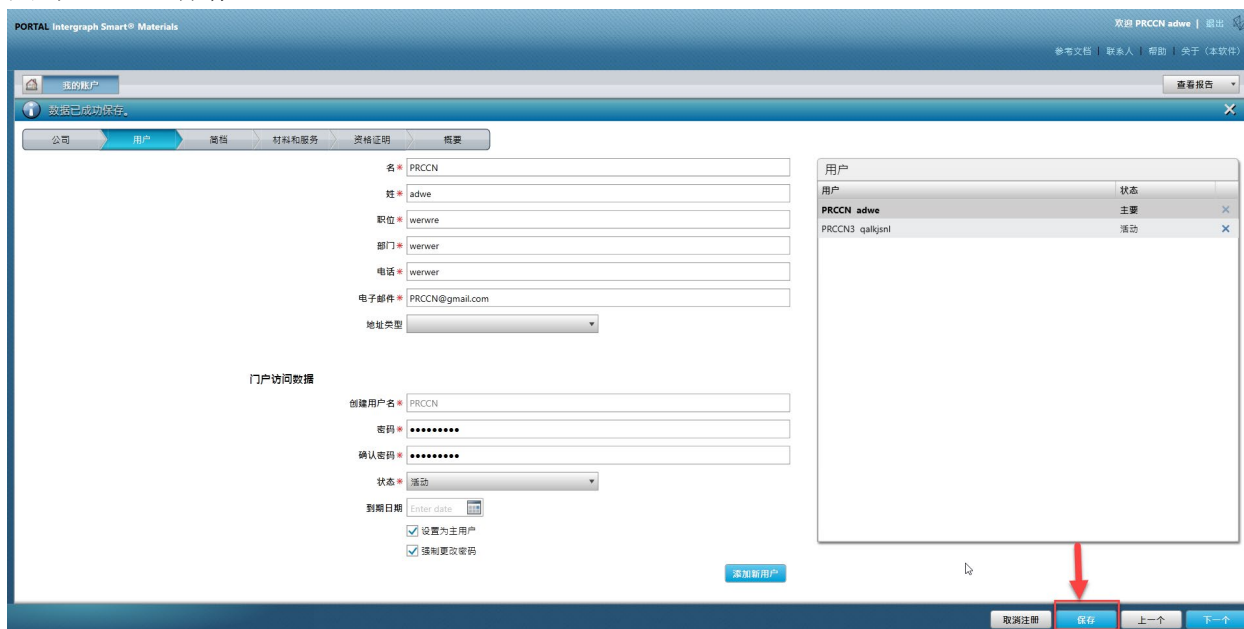 PORTAL Intergraph Smart® Materials
欢迎 PRCCN adwe | 退出
参考文档 | 联系人 | 帮助 | 关于（本软件）
我的账户
查看报告
数据已成功保存。
公司 用户 简档 材料和服务 资格证明 概要
名* PRCCN
姓* adwe
职位* werwre
部门* werwer
电话* werwer
电子邮件* PRCCN@gmail.com
地址类型
门户访问数据
创建用户名* PRCCN
密码* •••••••••
确认密码* •••••••••
状态* 活动
到期日期 Enter date
设置为主用户
强制更改密码
添加新用户
用户
用户 状态
PRCCN adwe 主要
PRCCN3 qalkjsnl 活动
取消注册 保存 上一个 下一个